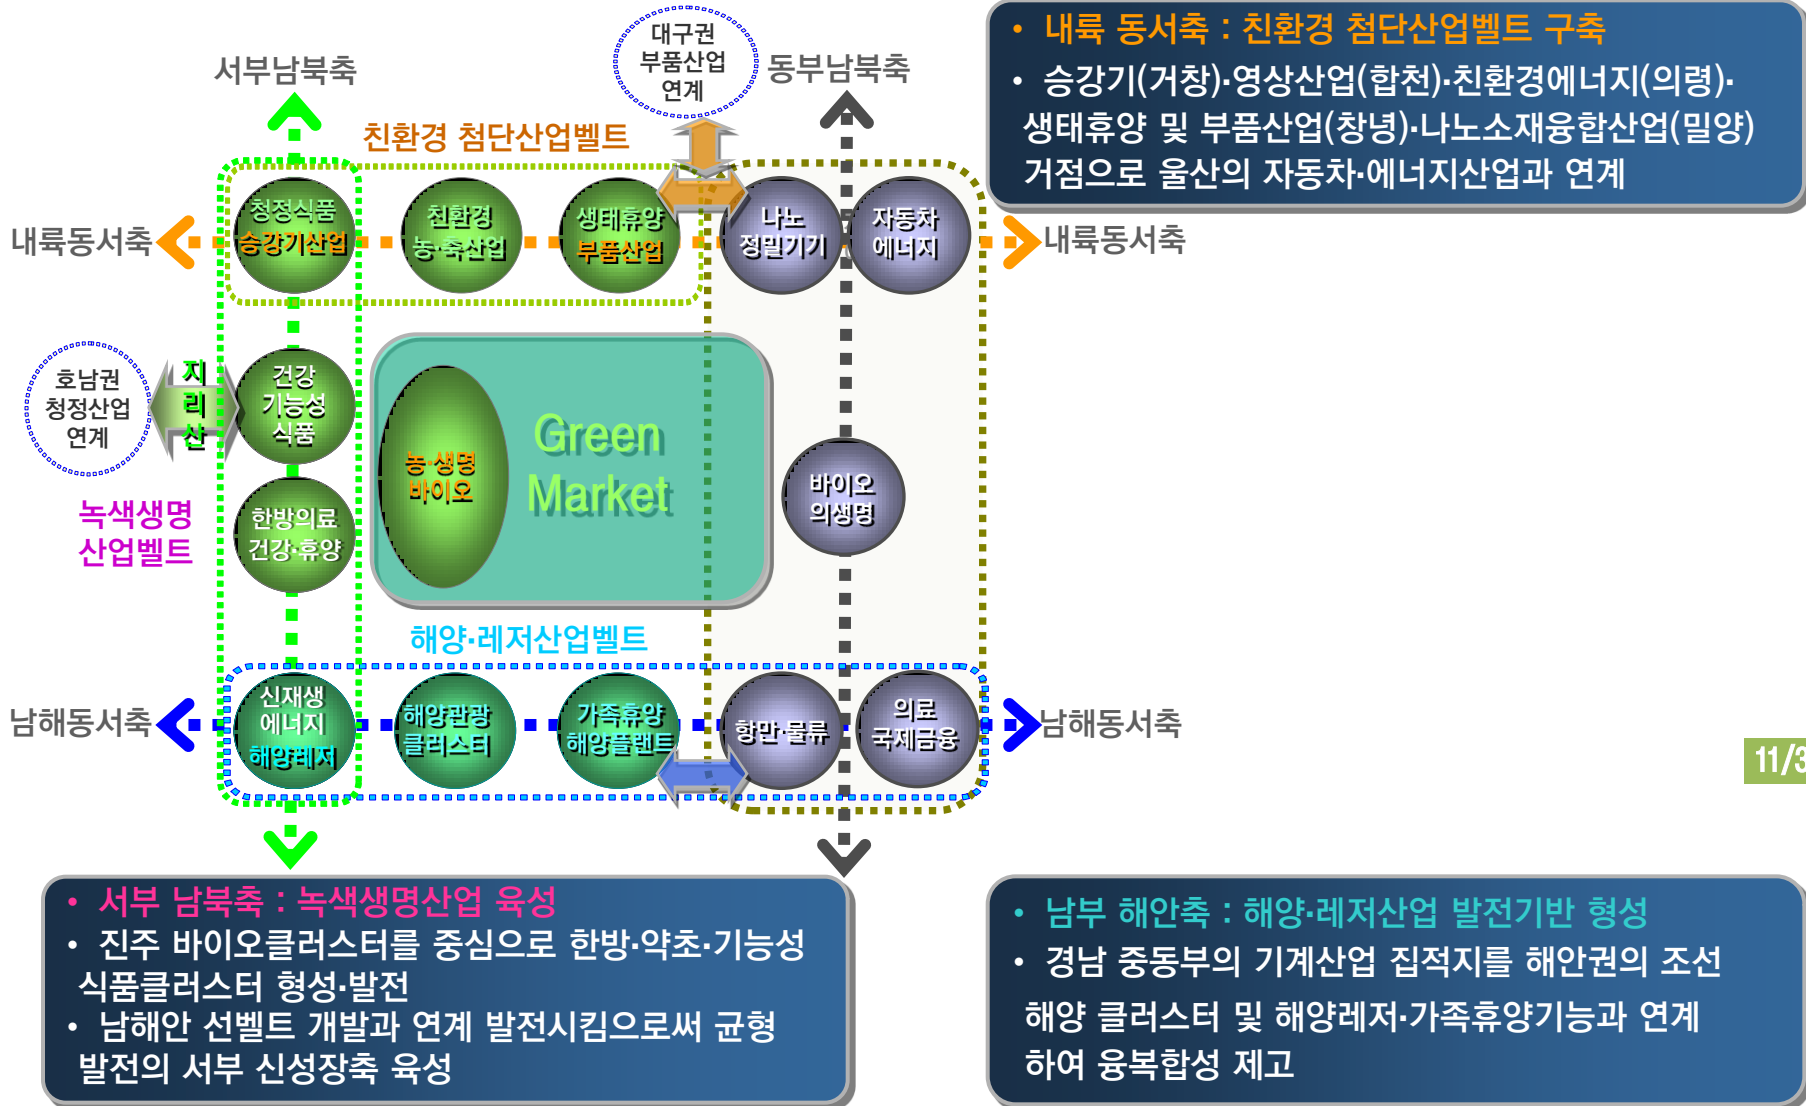 대구권
부품산업
연계
서부남북축
동부남북축
친환경 첨단산업벨트
• 내륙 동서축 : 친환경 첨단산업벨트 구축
• 승강기(거창)·영상산업(합천)·친환경에너지(의령)·
생태휴양 및 부품산업(창녕)·나노소재융합산업(밀양)
거점으로 울산의 자동차·에너지산업과 연계
내륙동서축
청정식품
승강기산업
친환경
농·축산업
생태휴양
부품산업
나노
정밀기기
자동차
에너지
내륙동서축
호남권
청정산업
연계
지
리
산
건강
기능성
식품
농·생명
바이오
Green
Market
바이오
의생명
녹색생명
산업벨트
한방의료
건강·휴양
해양·레저산업벨트
남해동서축
신재생
에너지
해양레저
해양관광
클러스터
가족휴양
해양플랜트
항만·물류
의료
국제금융
남해동서축
11/3
• 서부 남북축 : 녹색생명산업 육성
• 진주 바이오클러스터를 중심으로 한방·약초·기능성
식품클러스터 형성·발전
• 남해안 선벨트 개발과 연계 발전시킴으로써 균형
발전의 서부 신성장축 육성
• 남부 해안축 : 해양·레저산업 발전기반 형성
• 경남 중동부의 기계산업 집적지를 해안권의 조선
해양 클러스터 및 해양레저·가족휴양기능과 연계
하여 융복합성 제고